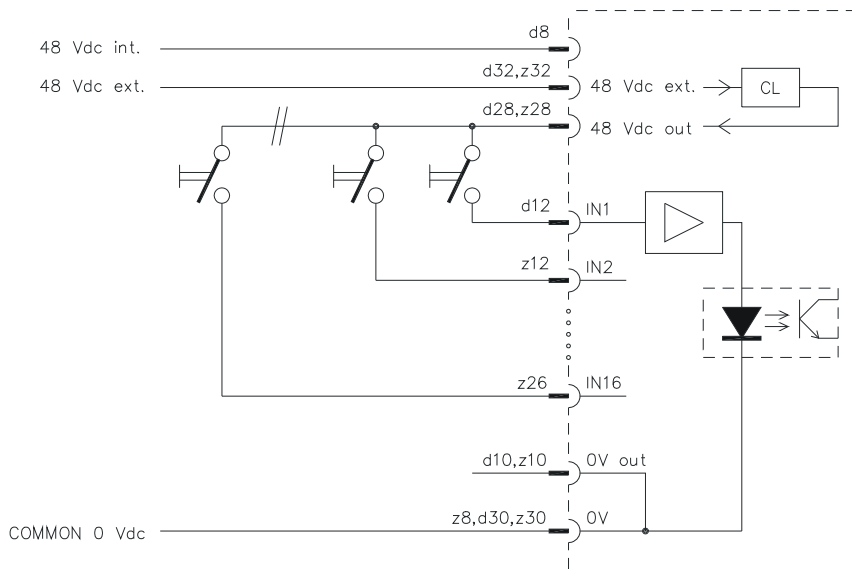 d8
48 Vdc int.
d32,z32
48 Vdc ext.
48 Vdc ext.
CL
d28,z28
48 Vdc out
d12
IN1
z12
IN2
z26
IN16
d10,z10
0V out
z8,d30,z30
0V
COMMON 0 Vdc